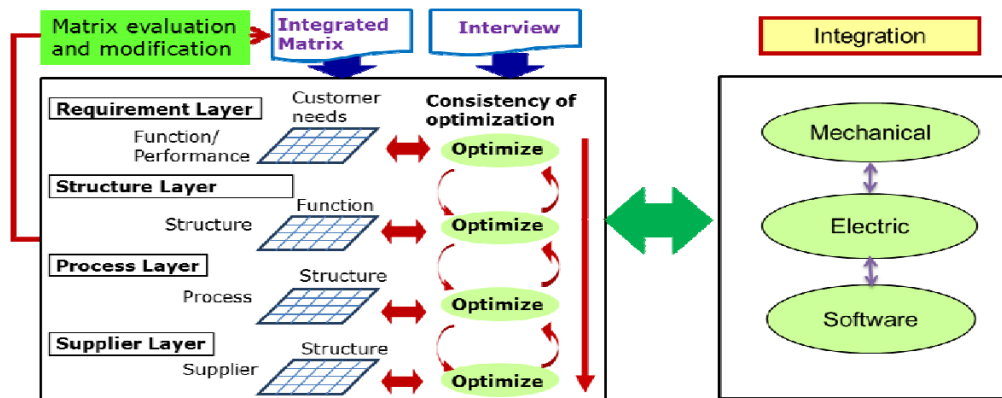 Matrix evaluation
and modification
Integrated
Matrix
Interview
Integration
Requirement Layer
Customer
needs
Consistency of
optimization
Function/
Performance
Optimize
Structure Layer
Function
Structure
Optimize
Process Layer
Structure
Process
Optimize
Supplier Layer
Structure
Supplier
Optimize
Mechanical
Electric
Software